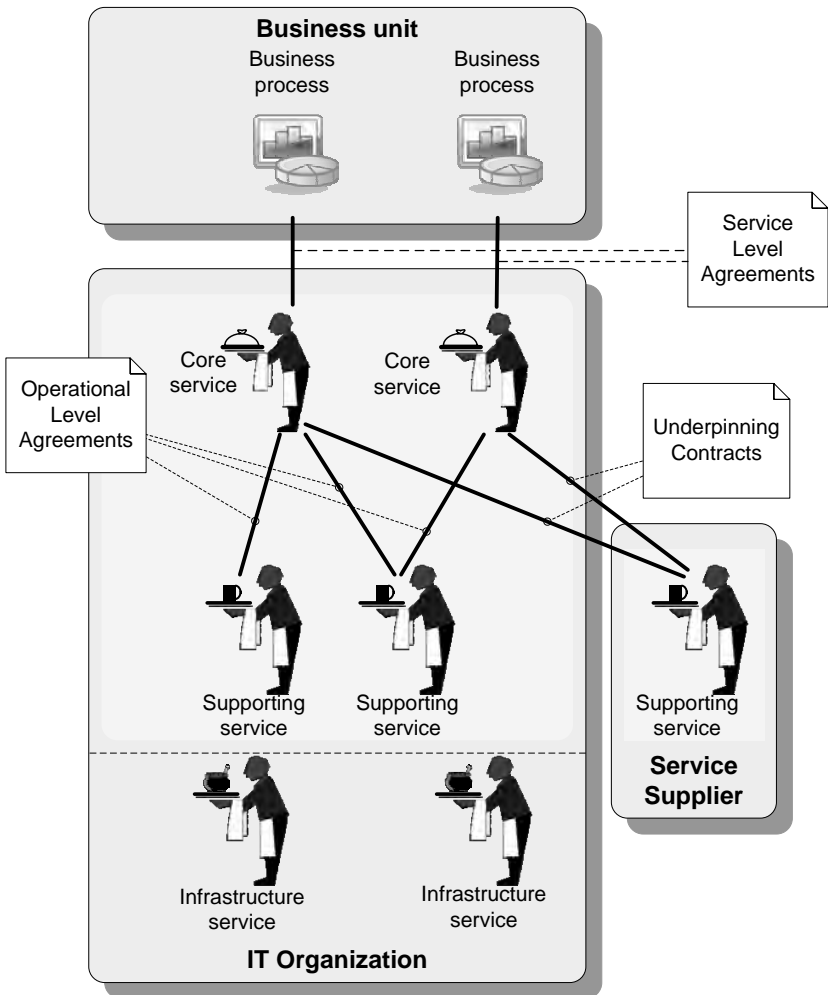 Business unit
Business
process
Business
process
Service
Level
Agreements
Core
service
Core
service
Operational
Level
Agreements
Underpinning
Contracts
Supporting
service
Supporting
service
Supporting
service
Service
Supplier
Infrastructure
service
Infrastructure
service
IT Organization